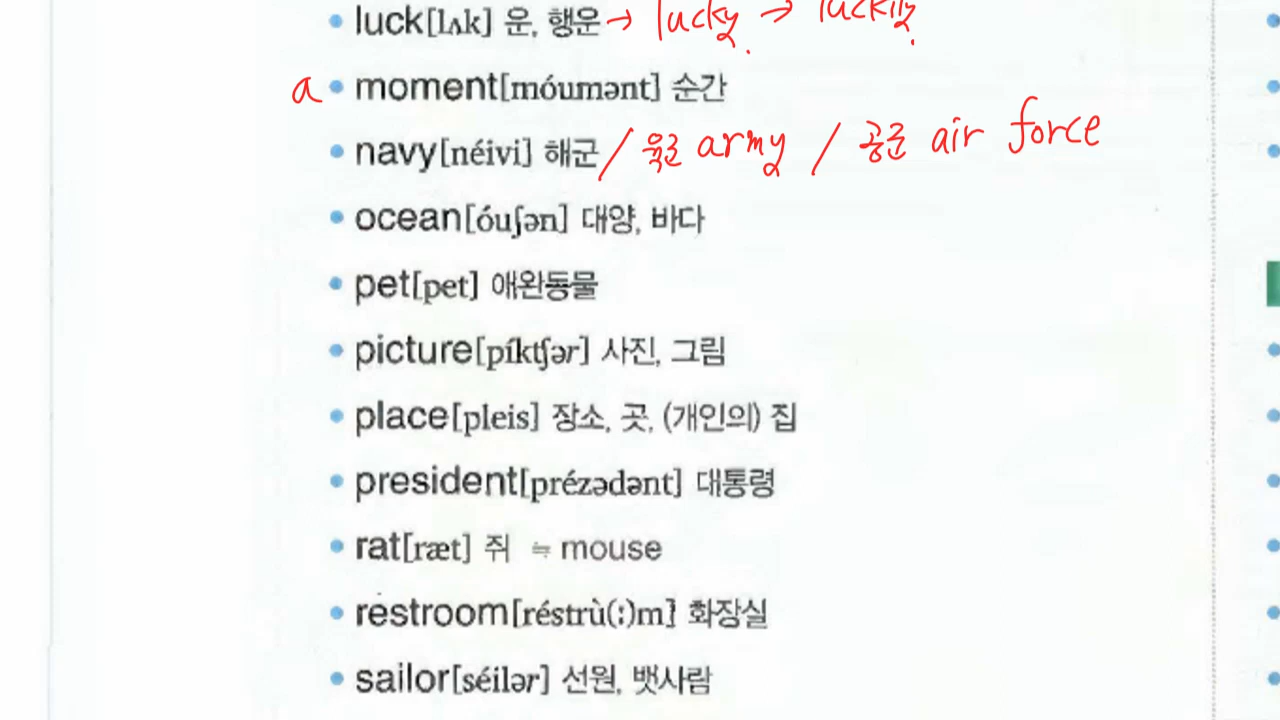 luck[lʌk] 운, 행운 → lucky → luckily
a moment[móumənt] 순간
navy[néivi] 해군 / 육군 army / 공군 air force
ocean[óuʃən] 대양, 바다
pet[pet] 애완동물
picture[píktʃər] 사진, 그림
place[pleis] 장소, 곳, (개인의) 집
president[prézədənt] 대통령
rat[ræt] 쥐 ≒ mouse
restroom[réstrù(:)m] 화장실
sailor[séilər] 선원, 뱃사람